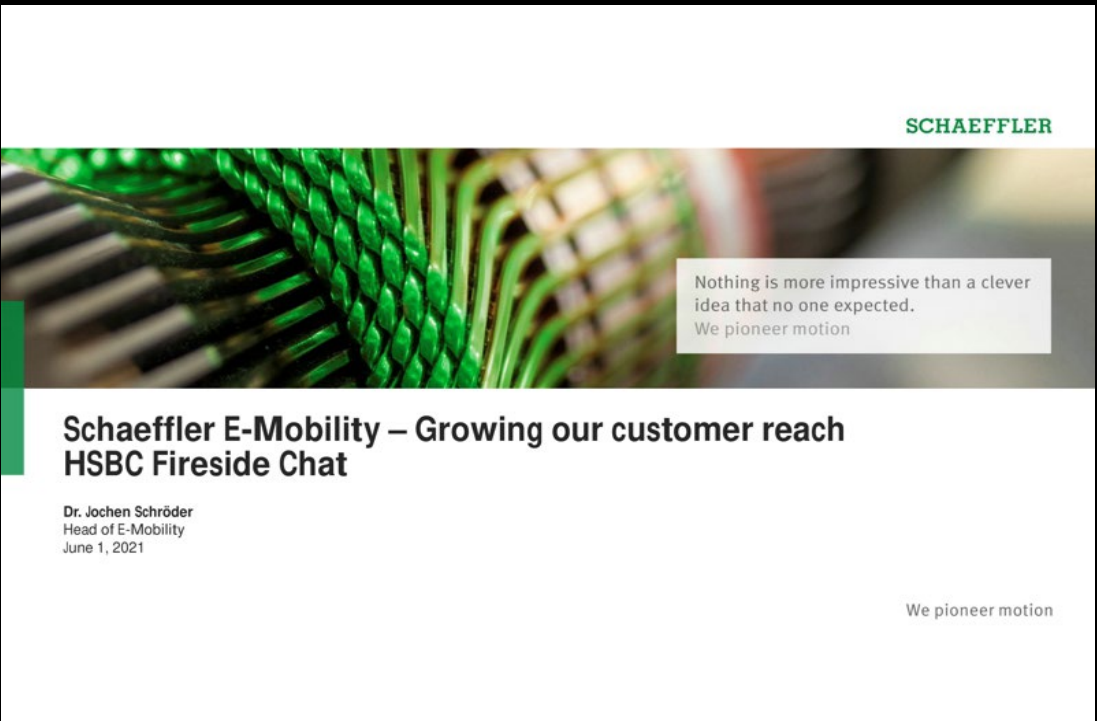 SCHAEFFLER
Nothing is more impressive than a clever
idea that no one expected.
We pioneer motion
Schaeffler E-Mobility – Growing our customer reach
HSBC Fireside Chat
Dr. Jochen Schröder
Head of E-Mobility
June 1, 2021
We pioneer motion